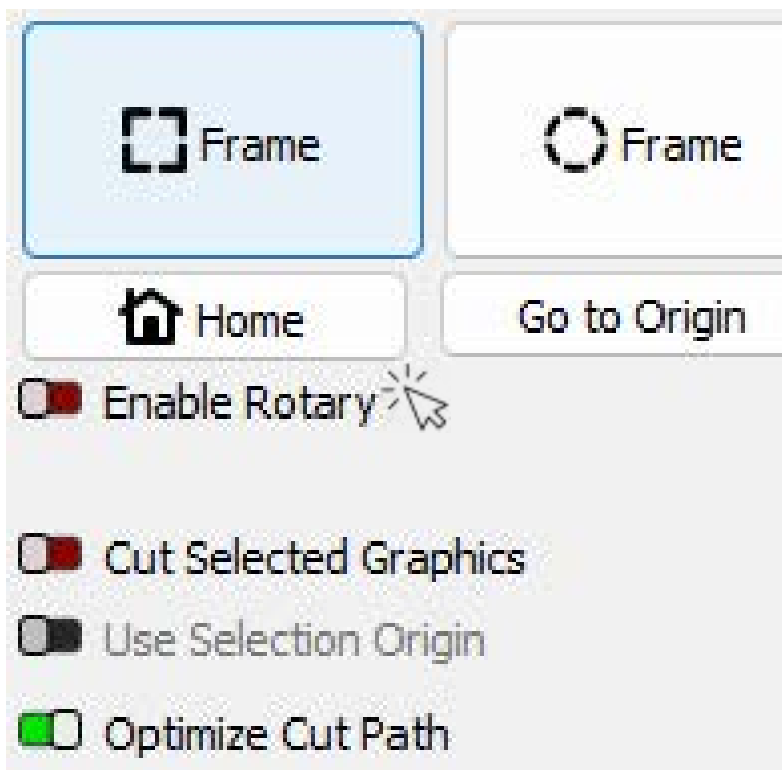 Frame Frame
Home Go to Origin
Enable Rotary
Cut Selected Graphics
Use Selection Origin
Optimize Cut Path